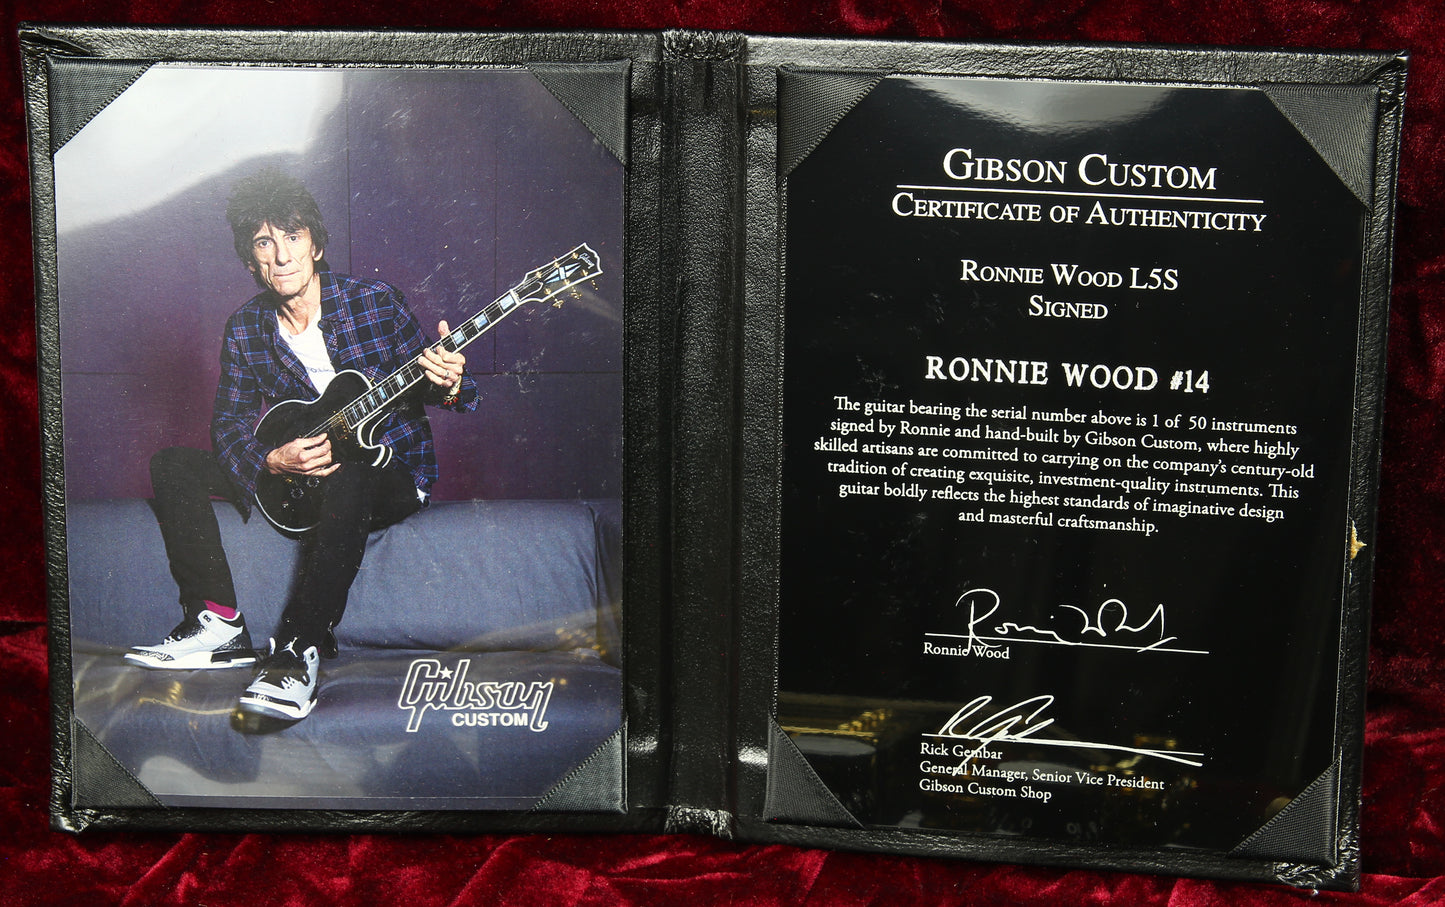 Gibson
Gibson
CUSTOM
GIBSON CUSTOM
CERTIFICATE OF AUTHENTICITY
RONNIE WOOD L5S
SIGNED
RONNIE WOOD #14
The guitar bearing the serial number above is 1 of 50 instruments
signed by Ronnie and hand-built by Gibson Custom, where highly
skilled artisans are committed to carrying on the company's century-old
tradition of creating exquisite, investment-quality instruments. This
guitar boldly reflects the highest standards of imaginative design
and masterful craftsmanship.
Ronnie Wood
Rick Gembar
General Manager, Senior Vice President
Gibson Custom Shop